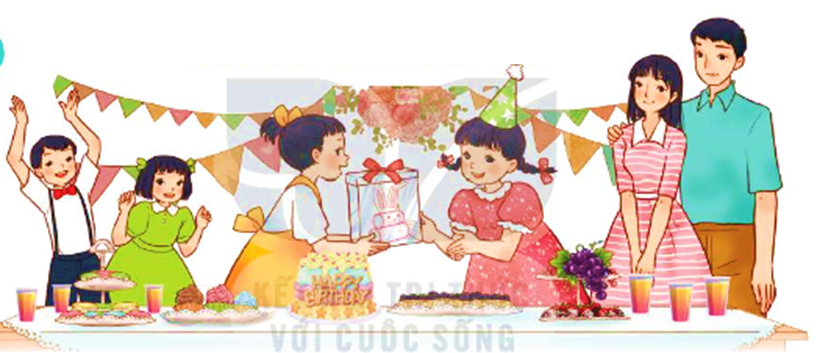 HAPPY
BIRTHDAY
KẾT NỐI TRI THỨC
VỚI CUỘC SỐNG